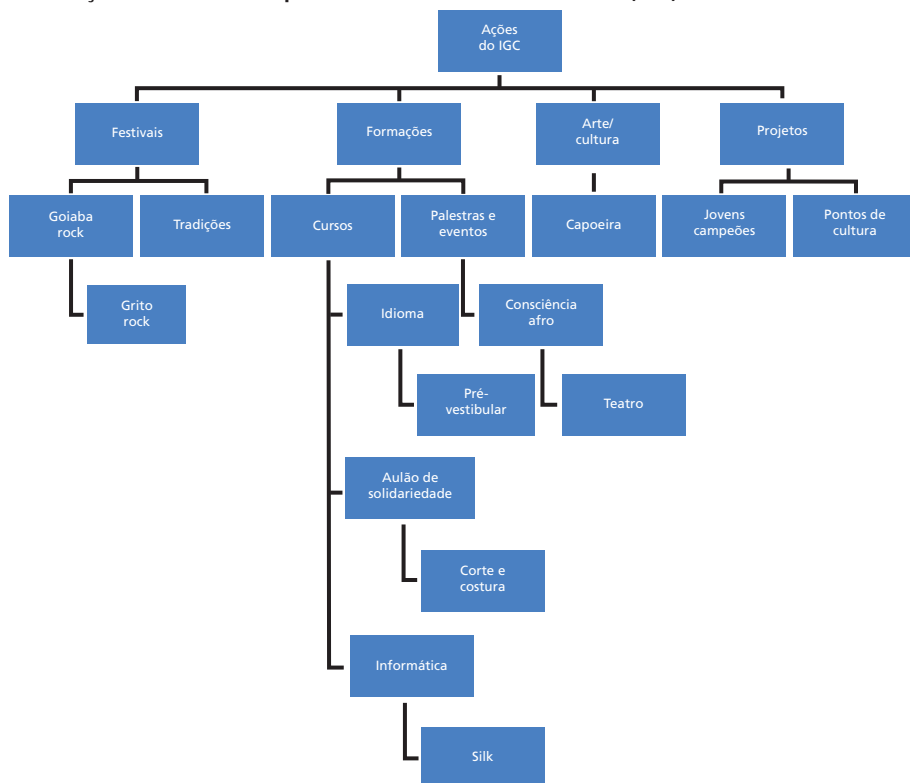 Ações
do IGC
Festivais
Formações
Arte/
cultura
Projetos
Goiaba
rock
Tradições
Cursos
Palestras e
eventos
Capoeira
Jovens
campeões
Pontos de
cultura
Grito
rock
Idioma
Consciência
afro
Pré-
vestibular
Teatro
Aulão de
solidariedade
Corte e
costura
Informática
Silk